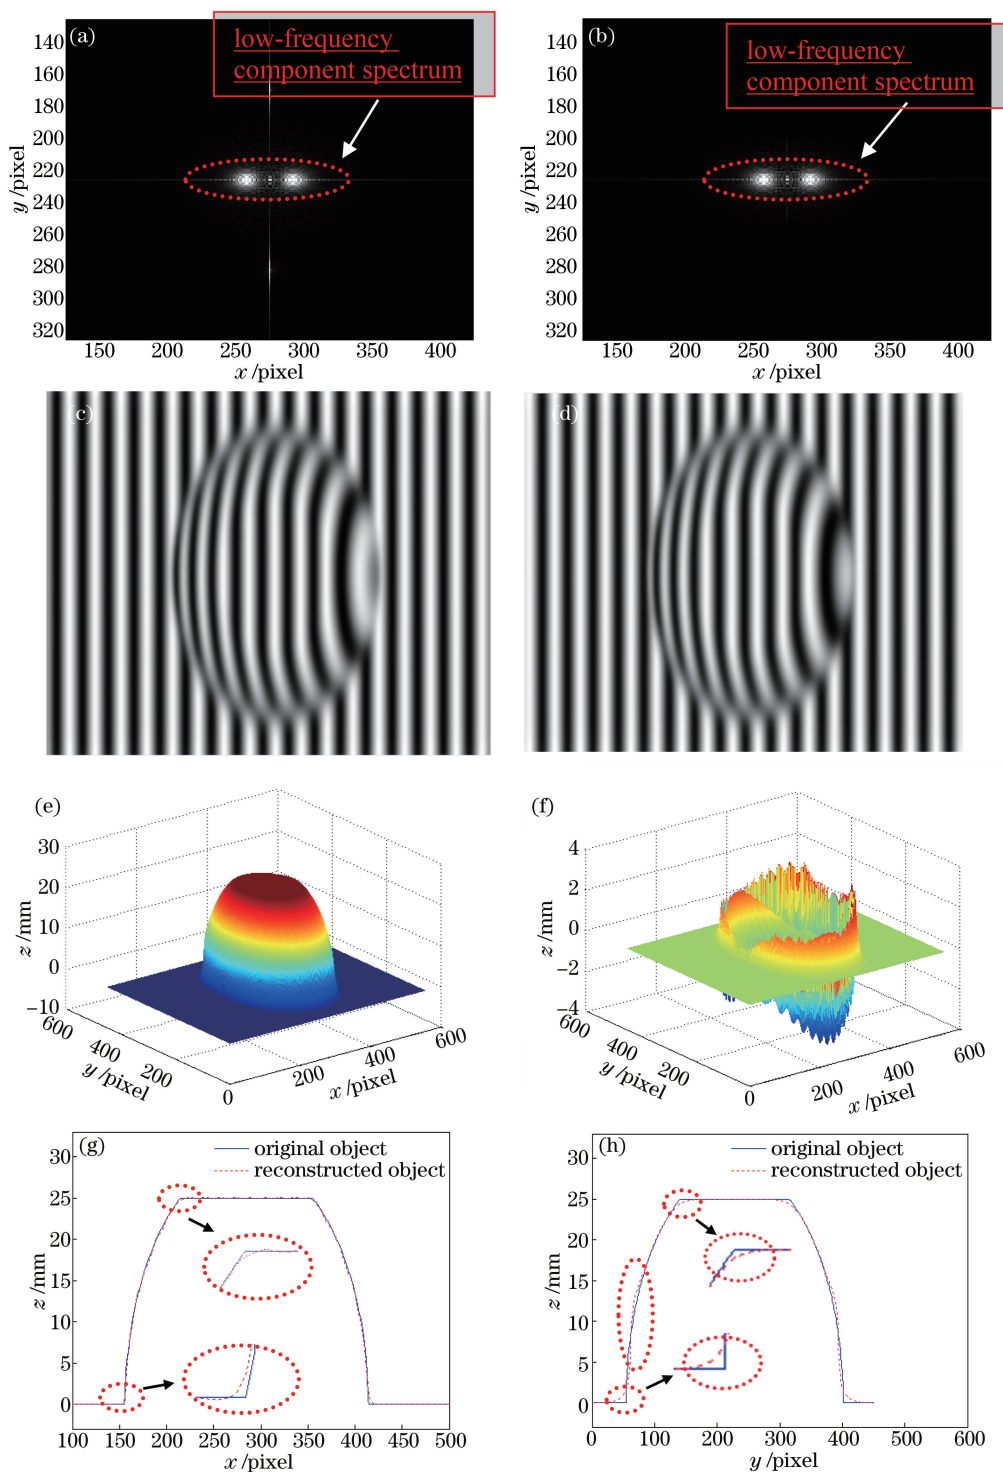 (a)
low-frequency
component spectrum
140
160
180
200
220
240
260
280
300
320
y /pixel
150 200 250 300 350 400
x /pixel
(b)
low-frequency
component spectrum
140
160
180
200
220
240
260
280
300
320
y /pixel
150 200 250 300 350 400
x /pixel
(c)
(d)
(e)
30
20
10
0
−10
z /mm
600
400
200
0
y /pixel
200
400
600
x /pixel
(f)
4
2
0
−2
−4
z /mm
600
400
200
0
y /pixel
200
400
600
x /pixel
(g)
original object
reconstructed object
30
25
20
15
10
5
0
z /mm
100 150 200 250 300 350 400 450 500
x /pixel
(h)
original object
reconstructed object
30
25
20
15
10
5
0
z /mm
0 100 200 300 400 500 600
y /pixel